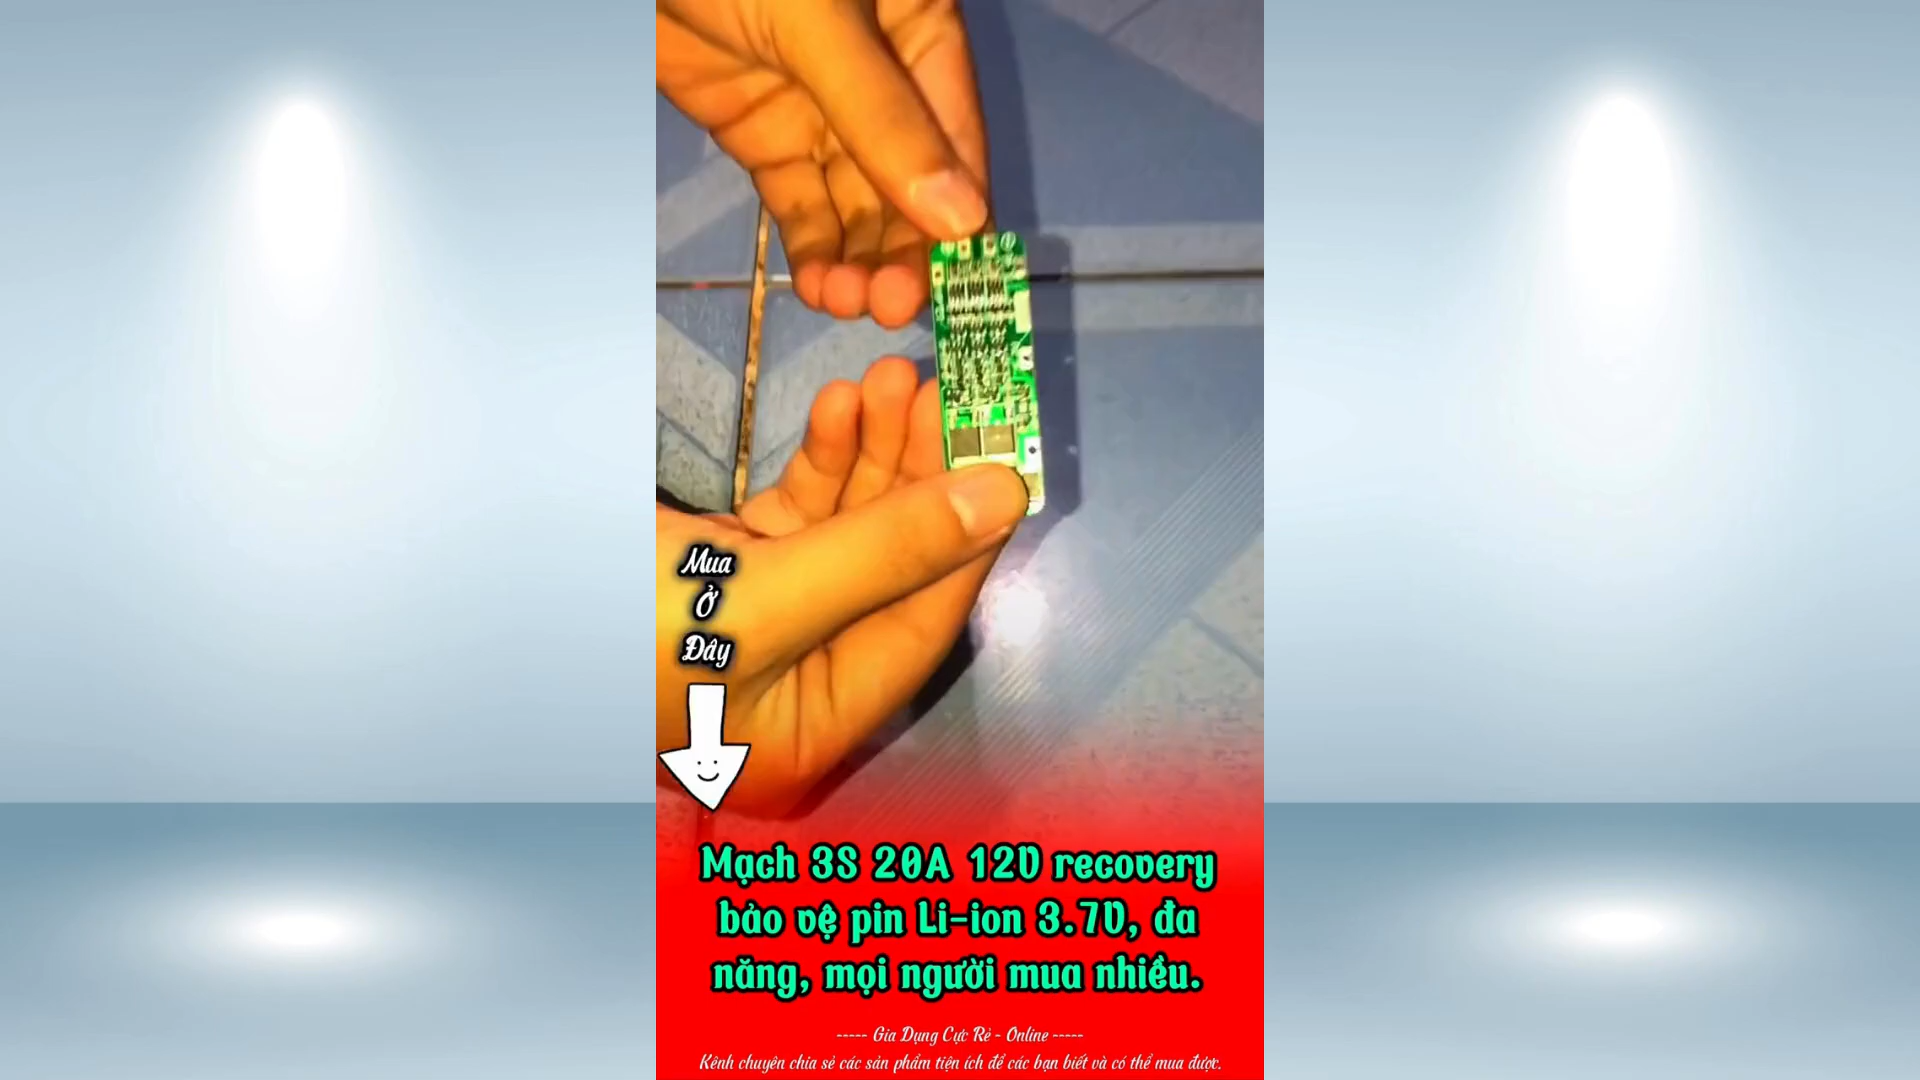 Mua
ở
Đây
Mạch 3S 20A 12V recovery
bảo vệ pin Li-ion 3.7V, đa
năng, mọi người mua nhiều.
----- Gia Dụng Cực Rẻ - Online -----
Kênh chuyên chia sẻ các sản phẩm tiện ích để các bạn biết và có thể mua được.